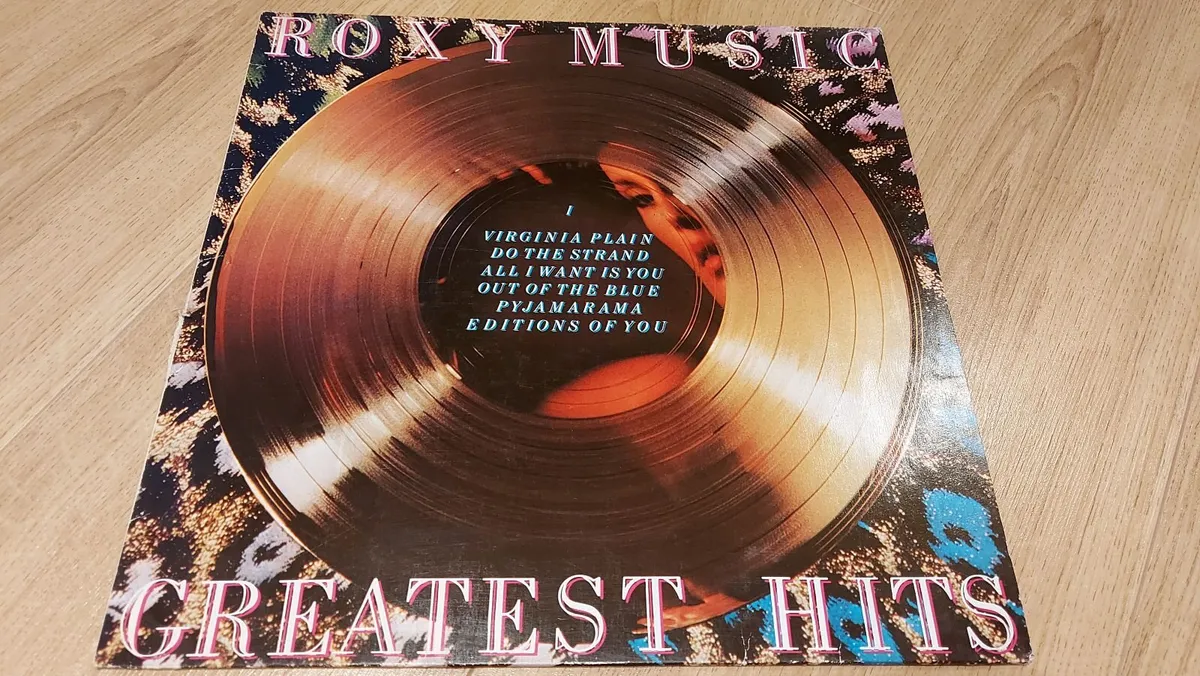 ROXY MUSIC
I
VIRGINIA PLAIN
DO THE STRAND
ALL I WANT IS YOU
OUT OF THE BLUE
PYJAMARAMA
EDITIONS OF YOU
GREATEST HITS